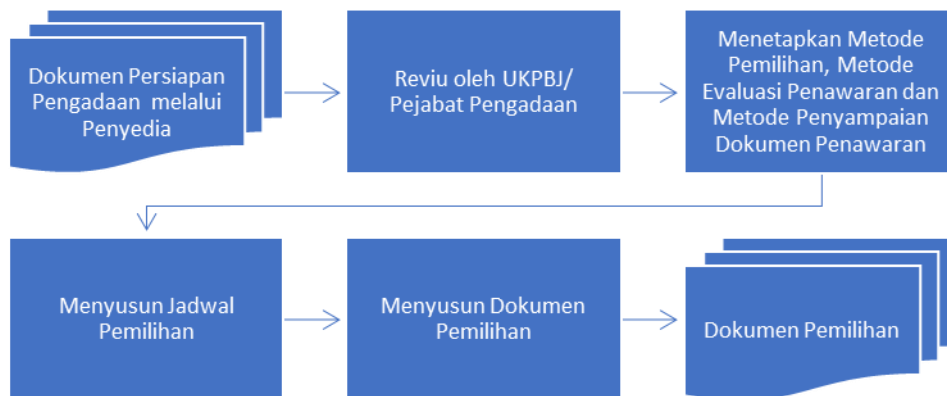 Dokumen Persiapan
Pengadaan melalui
Penyedia
Reviu oleh UKPBJ/
Pejabat Pengadaan
Menetapkan Metode
Pemilihan, Metode
Evaluasi Penawaran dan
Metode Penyampaian
Dokumen Penawaran
Menyusun Jadwal
Pemilihan
Menyusun Dokumen
Pemilihan
Dokumen Pemilihan